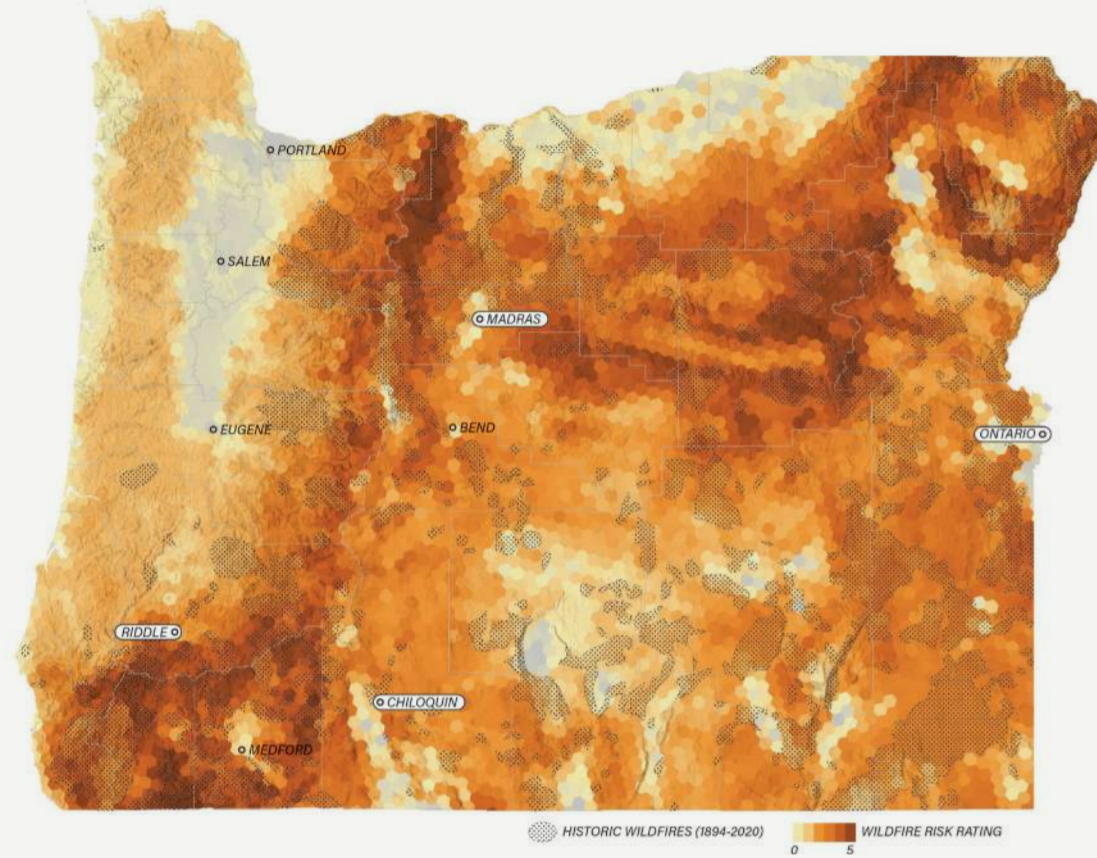 PORTLAND
SALEM
MADRAS
EUGENE
BEND
ONTARIO
RIDDLE
CHILOQUIN
MEDFORD
HISTORIC WILDFIRES (1894-2020)
WILDFIRE RISK RATING
0 5